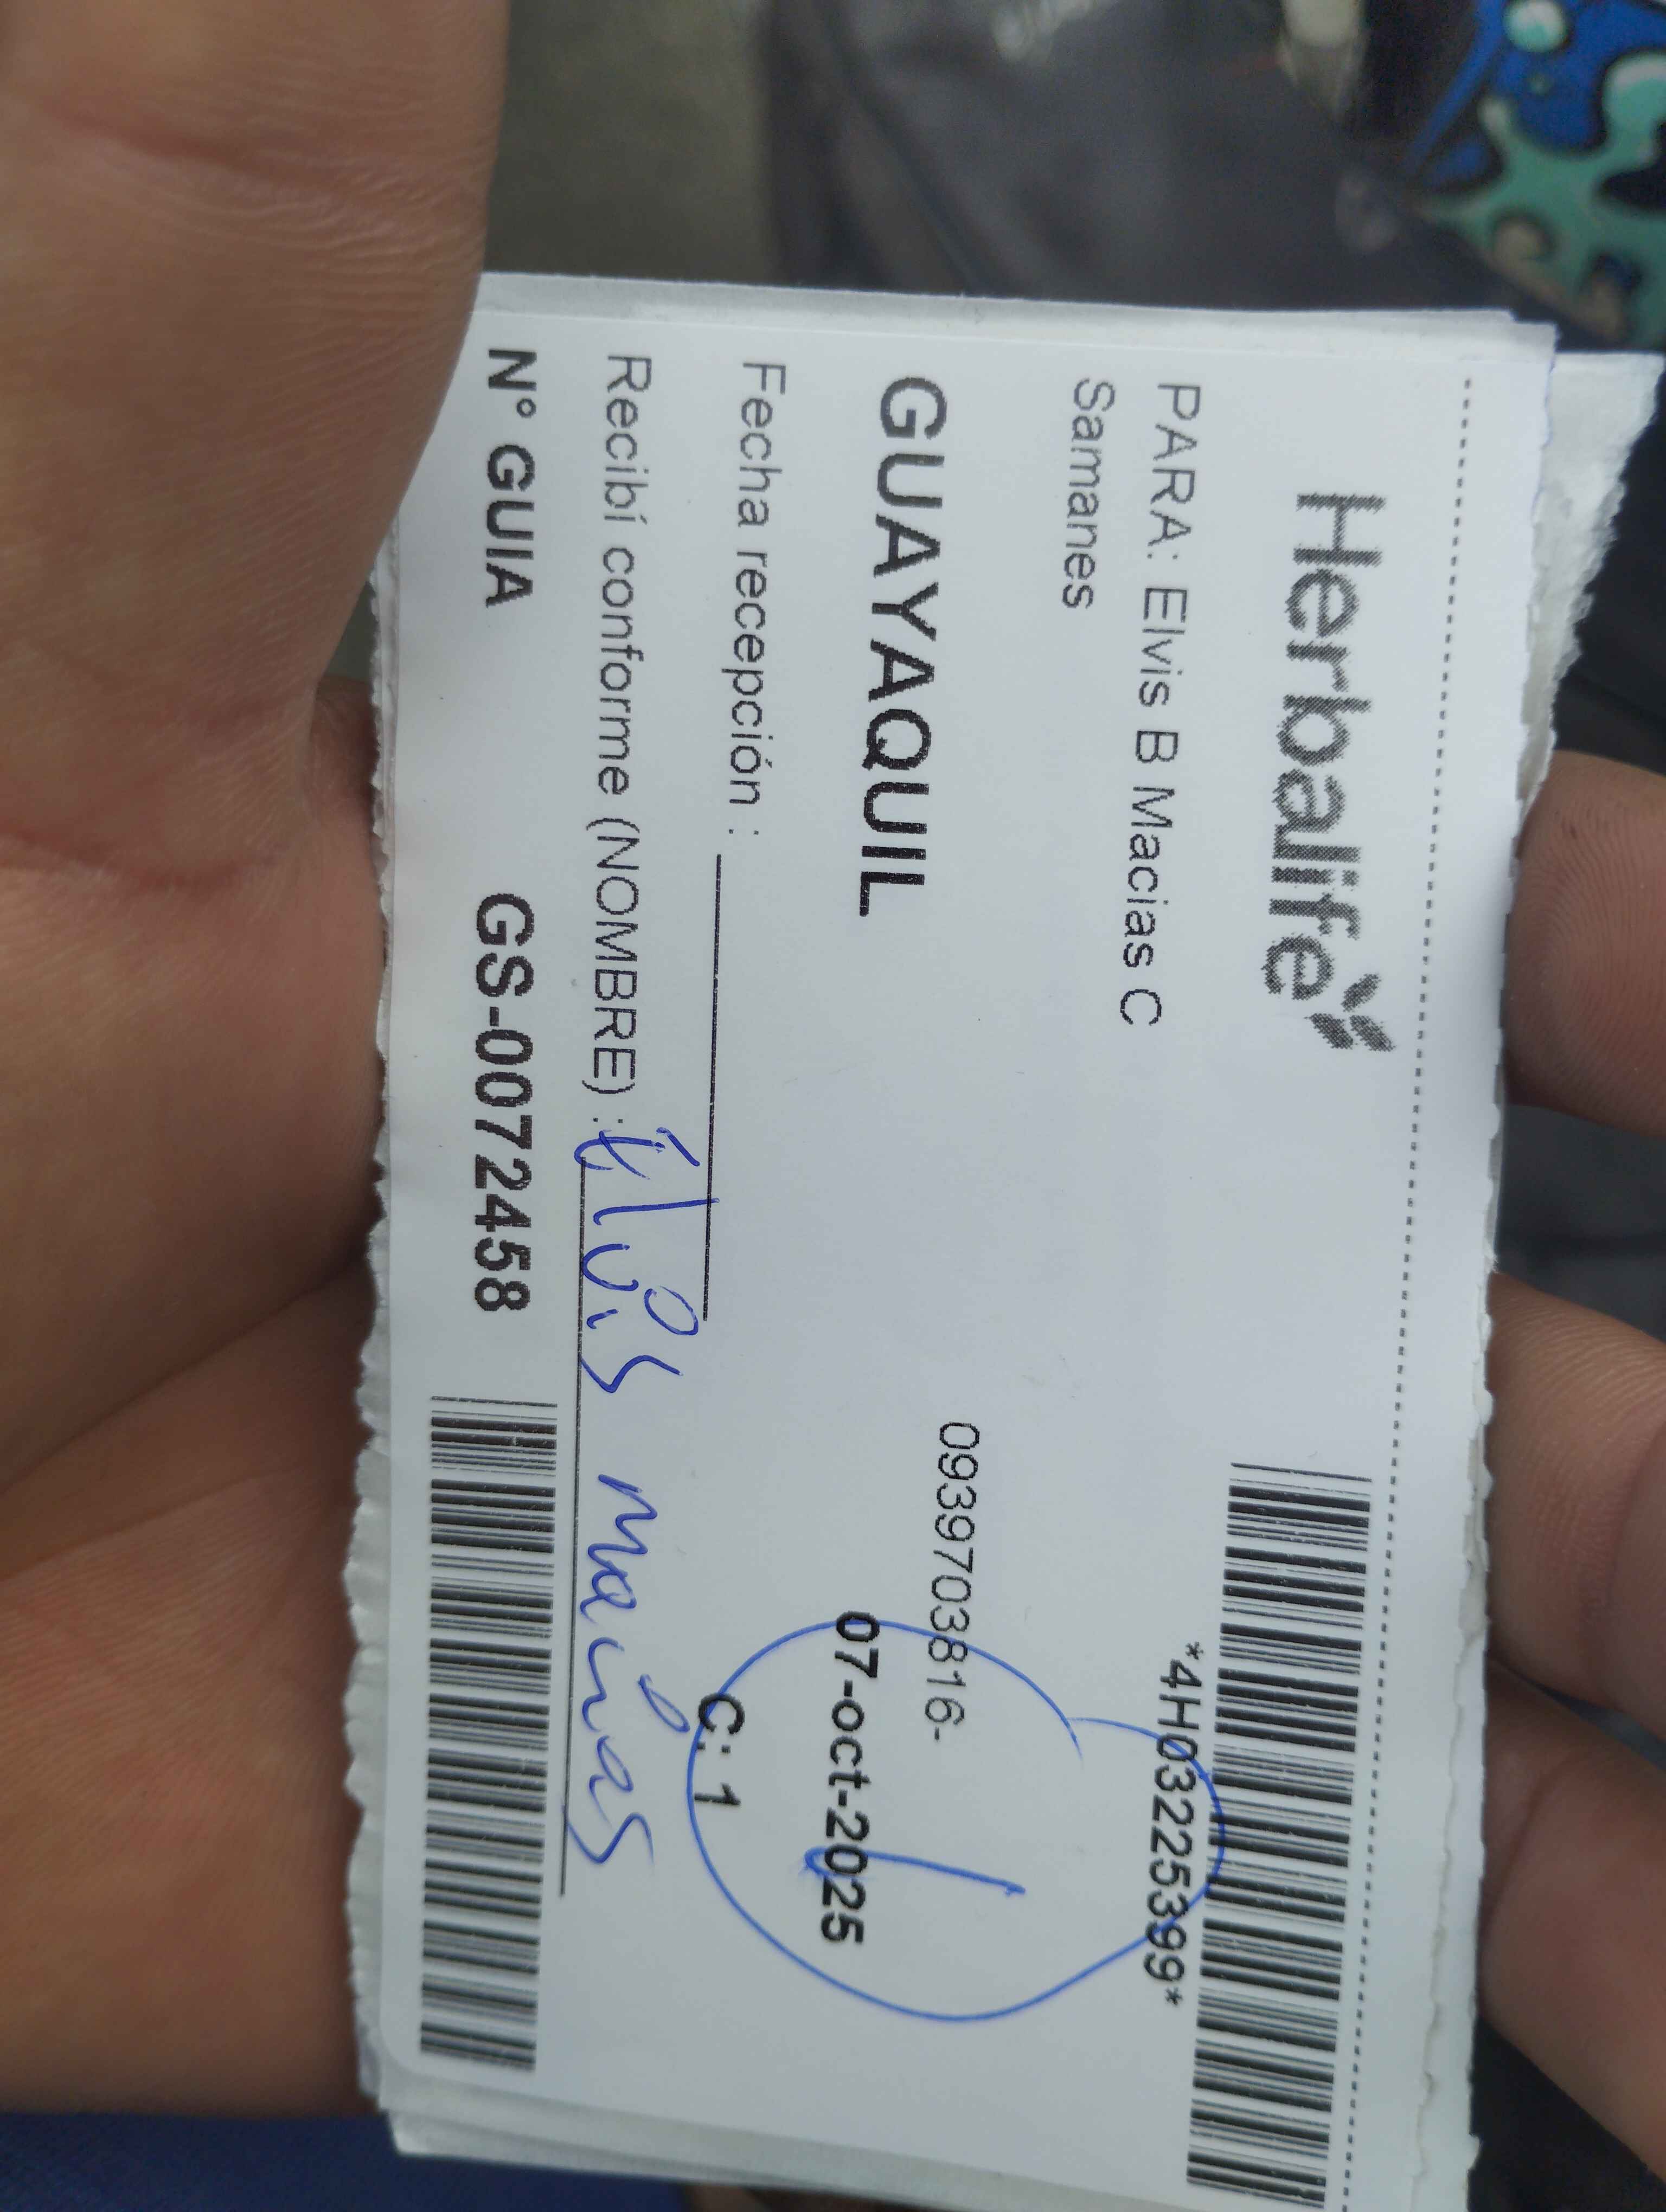 Herbalife
*4H03225399*
PARA: Elvis B Macias C
Samanes
0939703816-
GUAYAQUIL
07-oct-2025
Fecha recepción :
C: 1
Recibí conforme (NOMBRE) : Elvis macias
N° GUIA GS-0072458